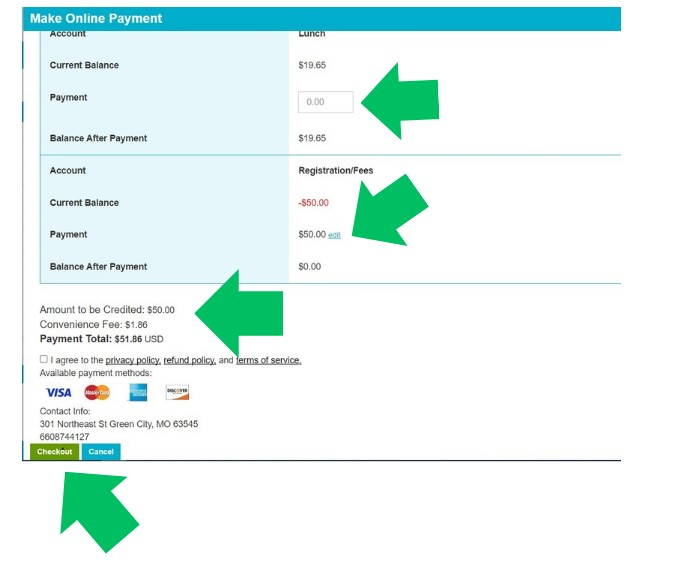 Make Online Payment
Account Lunch
Current Balance $19.65
Payment 0.00
Balance After Payment $19.65
Account Registration/Fees
Current Balance -$50.00
Payment $50.00 edit
Balance After Payment $0.00
Amount to be Credited: $50.00
Convenience Fee: $1.86
Payment Total: $51.86 USD
I agree to the privacy policy, refund policy, and terms of service.
Available payment methods:
VISA MasterCard DISCOVER
Contact Info:
301 Northeast St Green City, MO 63545
6608744127
Checkout Cancel